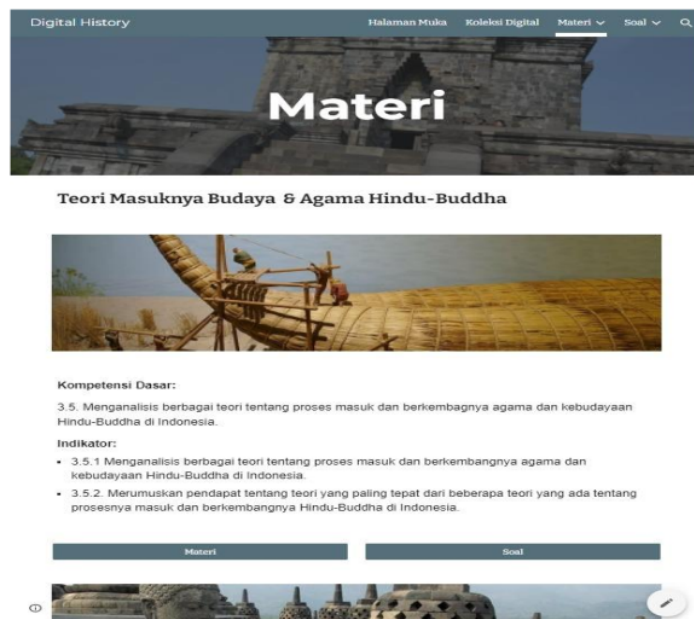 Digital History
Halaman Muka Koleksi Digital Materi Soal
Materi
Teori Masuknya Budaya & Agama Hindu-Buddha
Kompetensi Dasar:
3.5. Menganalisis berbagai teori tentang proses masuk dan berkembagnya agama dan kebudayaan
Hindu-Buddha di Indonesia.
Indikator:
▪ 3.5.1 Menganalisis berbagai teori tentang proses masuk dan berkembangnya agama dan
kebudayaan Hindu-Buddha di Indonesia.
▪ 3.5.2. Merumuskan pendapat tentang teori yang paling tepat dari beberapa teori yang ada tentang
prosesnya masuk dan berkembangnya Hindu-Buddha di Indonesia.
Materi
Soal